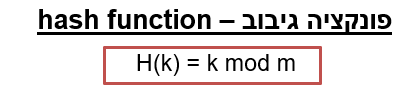 פונקציה גיבוב – hash function
H(k) = k mod m